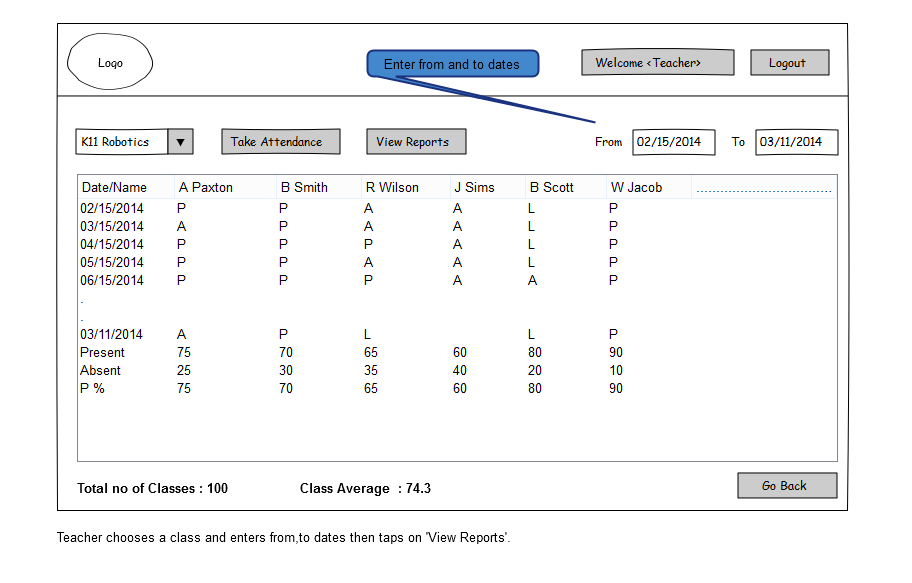 Logo
Enter from and to dates
Welcome <Teacher>
Logout
K11 Robotics ▼
Take Attendance
View Reports
From 02/15/2014 To 03/11/2014
Date/Name A Paxton B Smith R Wilson J Sims B Scott W Jacob ................................
02/15/2014 P P A A L P
03/15/2014 A P A A L P
04/15/2014 P P P A L P
05/15/2014 P P A A L P
06/15/2014 P P P A A P
.
.
03/11/2014 A P L L P
Present 75 70 65 60 80 90
Absent 25 30 35 40 20 10
P % 75 70 65 60 80 90
Total no of Classes : 100
Class Average : 74.3
Go Back
Teacher chooses a class and enters from,to dates then taps on 'View Reports'.